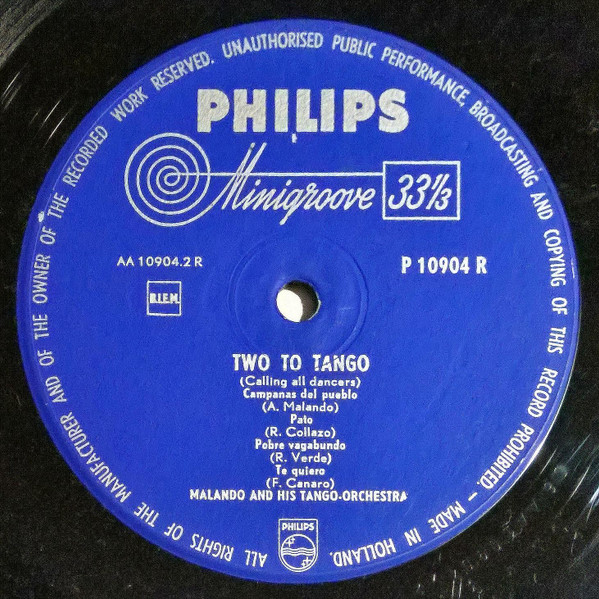 ALL RIGHTS OF THE MANUFACTURER AND OF THE OWNER OF THE RECORDED WORK RESERVED. UNAUTHORISED PUBLIC PERFORMANCE, BROADCASTING AND COPYING OF THIS RECORD PROHIBITED. – MADE IN HOLLAND.
PHILIPS
Minigroove 33⅓
AA 10904.2 R P 10904 R
B.I.E.M.
TWO TO TANGO
(Calling all dancers)
Campanas del pueblo
(A. Malando)
Pato
(R. Collazo)
Pobre vagabundo
(R. Verde)
Te quiero
(F. Canaro)
MALANDO AND HIS TANGO-ORCHESTRA
PHILIPS